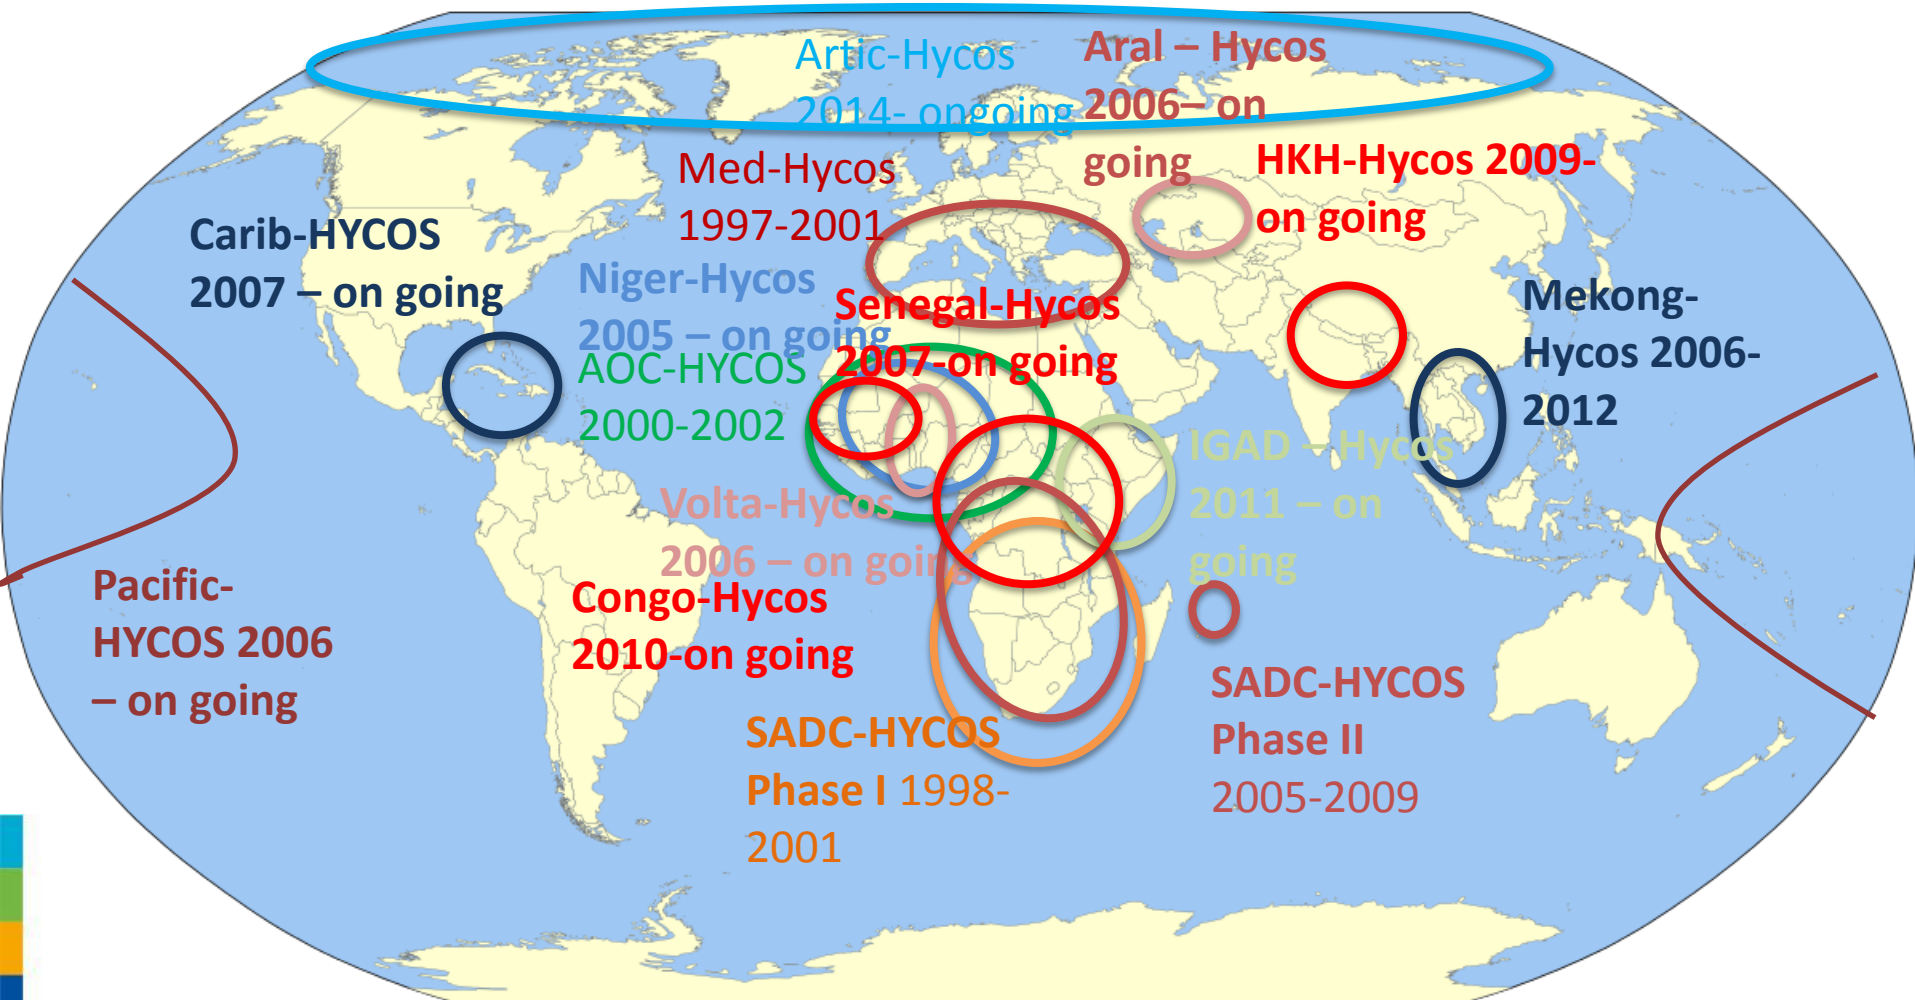 Artic-Hycos
2014- ongoing
Aral – Hycos
2006– on
going
Med-Hycos
1997-2001
HKH-Hycos 2009-
on going
Carib-HYCOS
2007 – on going
Niger-Hycos
2005 – on going
Senegal-Hycos
2007-on going
Mekong-
Hycos 2006-
2012
AOC-HYCOS
2000-2002
IGAD – Hycos
2011 – on
going
Volta-Hycos
2006 – on going
Pacific-
HYCOS 2006
– on going
Congo-Hycos
2010-on going
SADC-HYCOS
Phase II
2005-2009
SADC-HYCOS
Phase I 1998-
2001